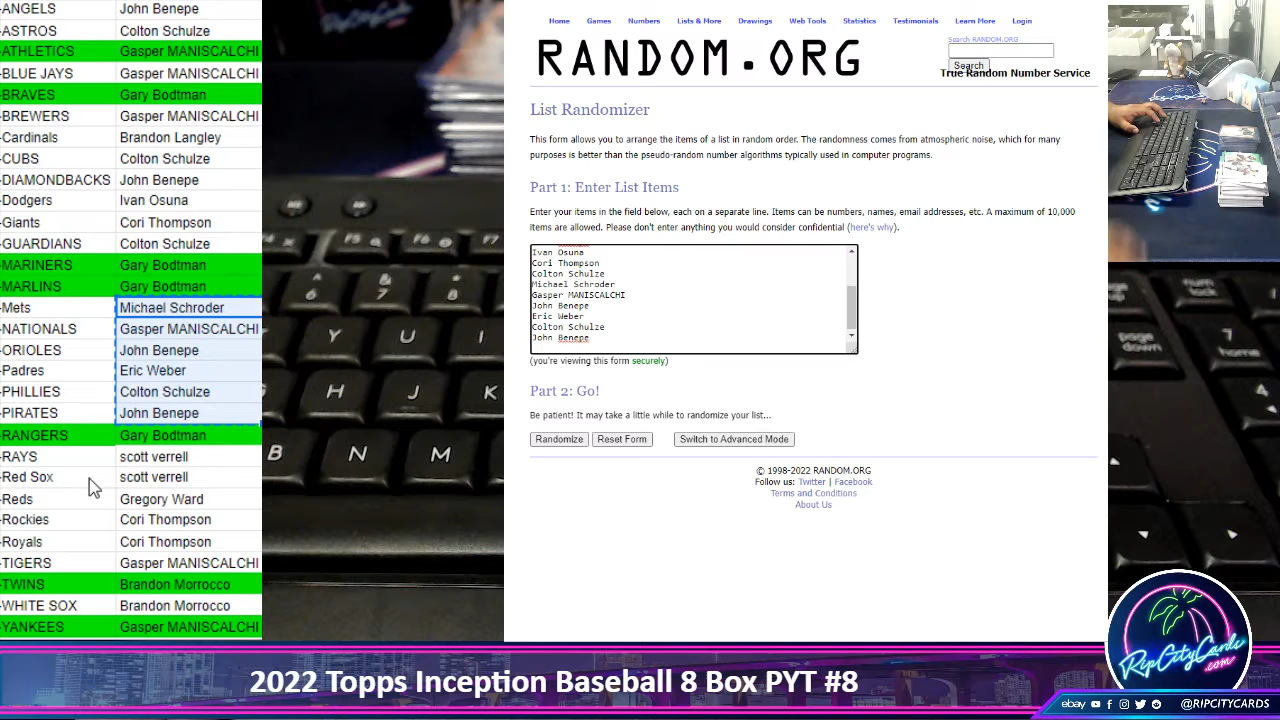 -ANGELS John Benepe
-ASTROS Colton Schulze
-ATHLETICS Gasper MANISCALCHI
-BLUE JAYS Gasper MANISCALCHI
-BRAVES Gary Bodtman
-BREWERS Gasper MANISCALCHI
-Cardinals Brandon Langley
-CUBS Colton Schulze
-DIAMONDBACKS John Benepe
-Dodgers Ivan Osuna
-Giants Cori Thompson
-GUARDIANS Colton Schulze
-MARINERS Gary Bodtman
-MARLINS Gary Bodtman
-Mets Michael Schroder
-NATIONALS Gasper MANISCALCHI
-ORIOLES John Benepe
-Padres Eric Weber
-PHILLIES Colton Schulze
-PIRATES John Benepe
-RANGERS Gary Bodtman
-RAYS scott verrell
-Red Sox scott verrell
-Reds Gregory Ward
-Rockies Cori Thompson
-Royals Cori Thompson
-TIGERS Gasper MANISCALCHI
-TWINS Brandon Morrocco
-WHITE SOX Brandon Morrocco
-YANKEES Gasper MANISCALCHI
6 7 8
Y U I
H J K
B N M
Home Games Numbers Lists & More Drawings Web Tools Statistics Testimonials Learn More Login
RANDOM.ORG
Search RANDOM.ORG
Search
True Random Number Service
List Randomizer
This form allows you to arrange the items of a list in random order. The randomness comes from atmospheric noise, which for many
purposes is better than the pseudo-random number algorithms typically used in computer programs.
Part 1: Enter List Items
Enter your items in the field below, each on a separate line. Items can be numbers, names, email addresses, etc. A maximum of 10,000
items are allowed. Please don't enter anything you would consider confidential (here's why).
Ivan Osuna
Cori Thompson
Colton Schulze
Michael Schroder
Gasper MANISCALCHI
John Benepe
Eric Weber
Colton Schulze
John Benepe
(you're viewing this form securely)
Part 2: Go!
Be patient! It may take a little while to randomize your list...
Randomize Reset Form Switch to Advanced Mode
© 1998-2022 RANDOM.ORG
Follow us: Twitter | Facebook
Terms and Conditions
About Us
page down
7 home
RipCityCards
.com
2022 Topps Inception Baseball 8 Box PYT #8
ebay @RIPCITYCARDS